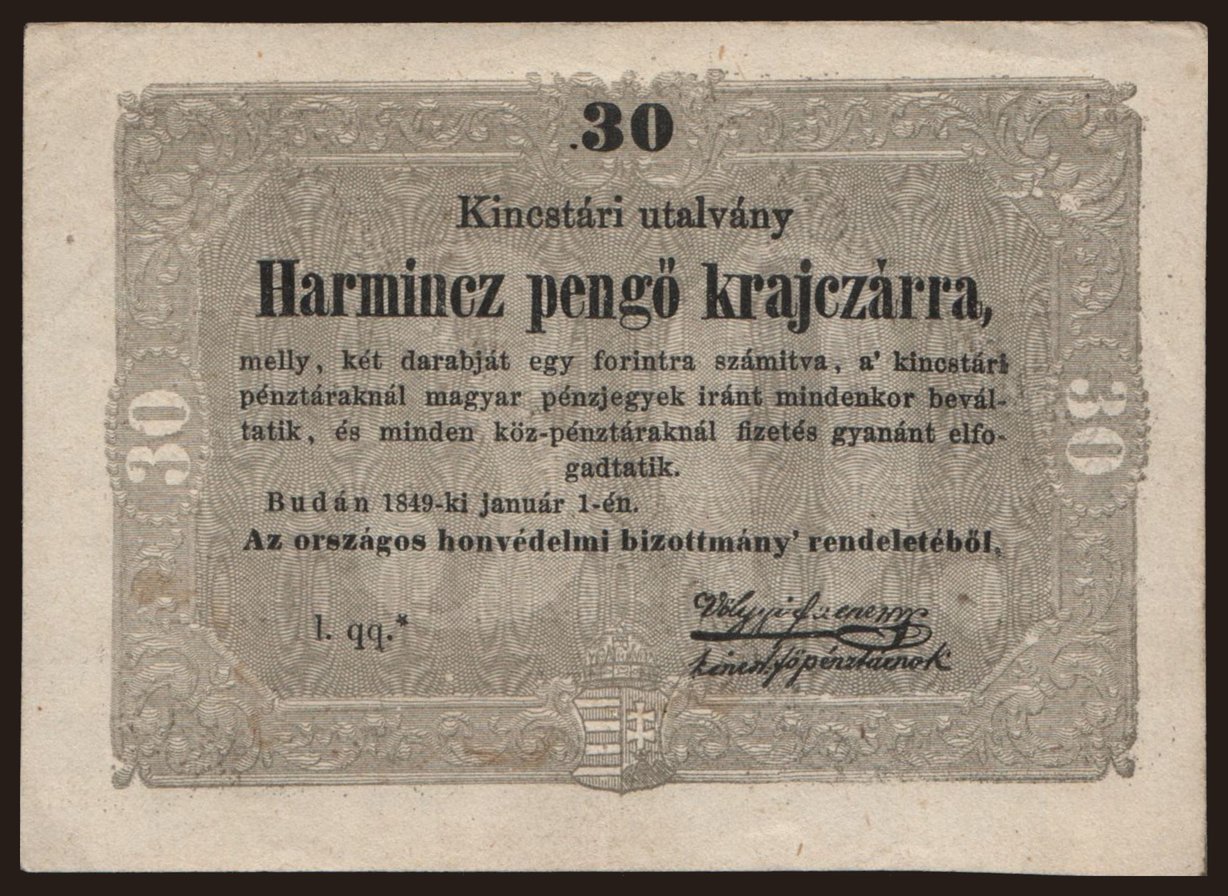 30
Kincstári utalvány
Harmincz pengő krajczárra,
melly, két darabját egy forintra számitva, a' kincstári
pénztáraknál magyar pénzjegyek iránt mindenkor bevál-
tatik, és minden köz-pénztáraknál fizetés gyanánt elfo-
gadtatik.
Budán 1849-ki január 1-én.
Az országos honvédelmi bizottmány' rendeletéből.
l. qq.*
főpénztárnok
30
30